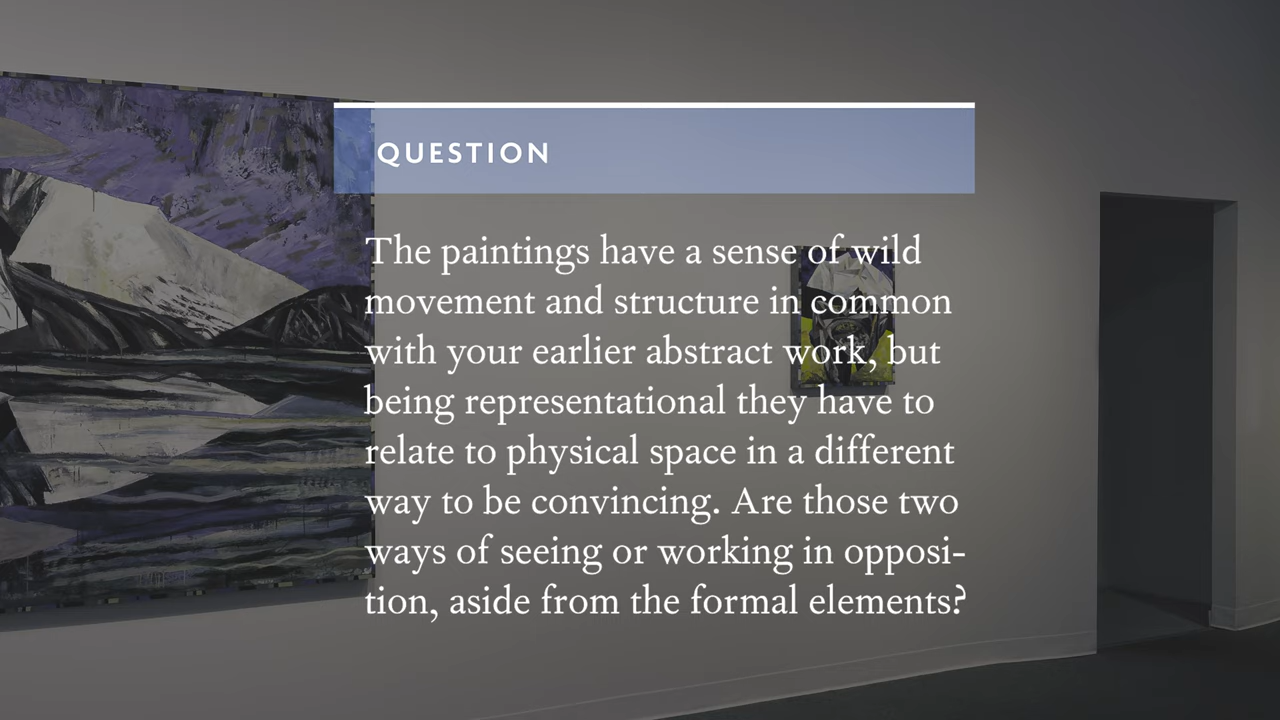 QUESTION
The paintings have a sense of wild
movement and structure in common
with your earlier abstract work, but
being representational they have to
relate to physical space in a different
way to be convincing. Are those two
ways of seeing or working in opposi-
tion, aside from the formal elements?